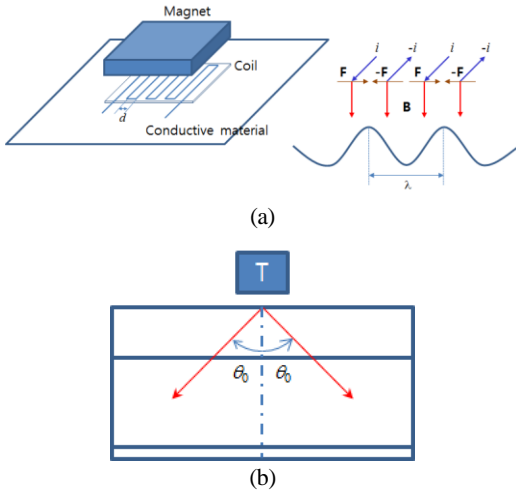 Magnet
Coil
d
Conductive material
i -i i -i
F -F F -F
B
λ
(a)
T
θ0 θ0
(b)